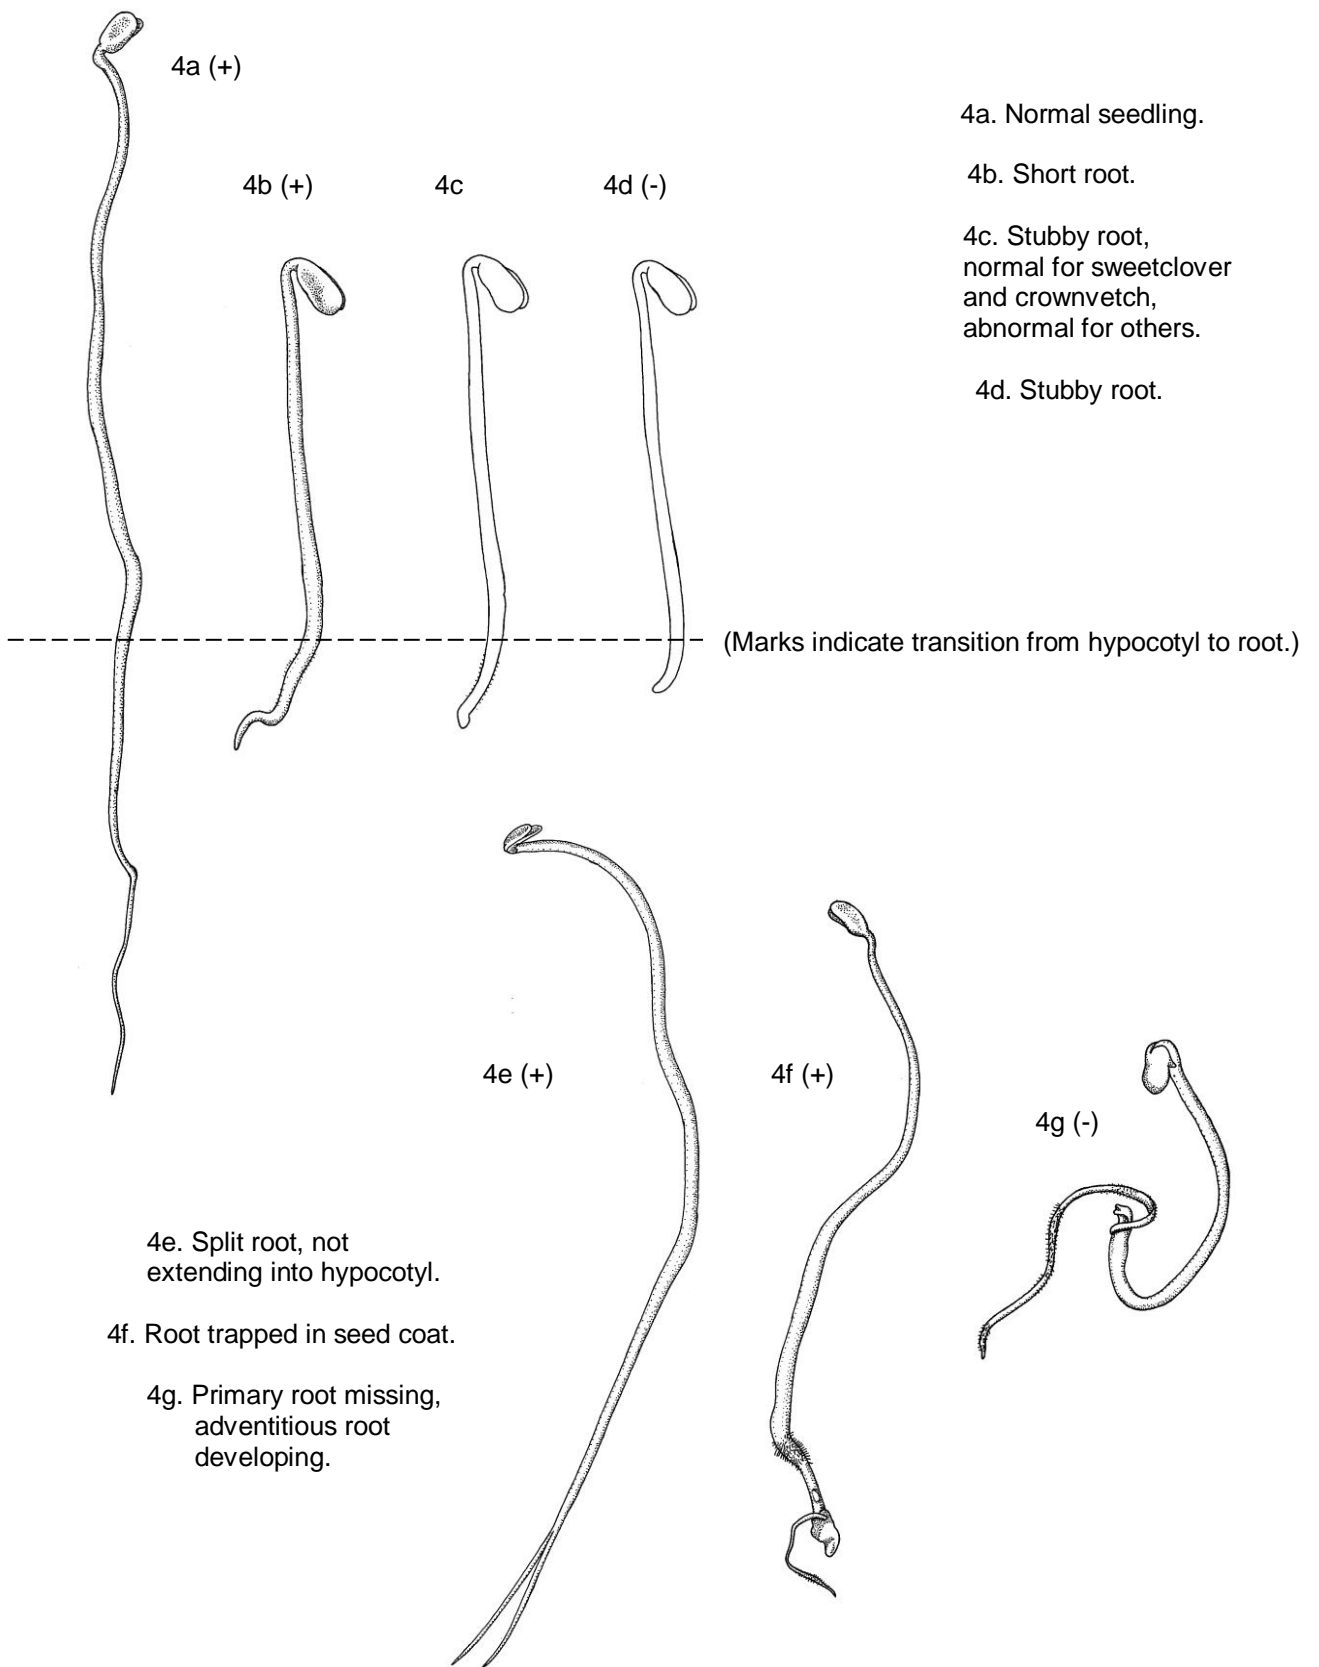 4a (+)
4a. Normal seedling.
4b (+)
4c
4d (-)
4b. Short root.
4c. Stubby root,
normal for sweetclover
and crownvetch,
abnormal for others.
4d. Stubby root.
(Marks indicate transition from hypocotyl to root.)
4e (+)
4f (+)
4g (-)
4e. Split root, not
extending into hypocotyl.
4f. Root trapped in seed coat.
4g. Primary root missing,
adventitious root
developing.